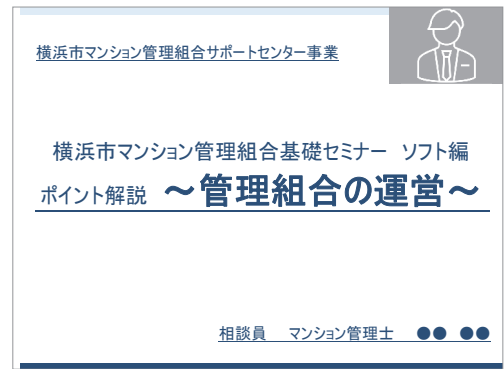 横浜市マンション管理組合サポートセンター事業
横浜市マンション管理組合基礎セミナー　ソフト編
ポイント解説　～管理組合の運営～
相談員　マンション管理士　●●　●●